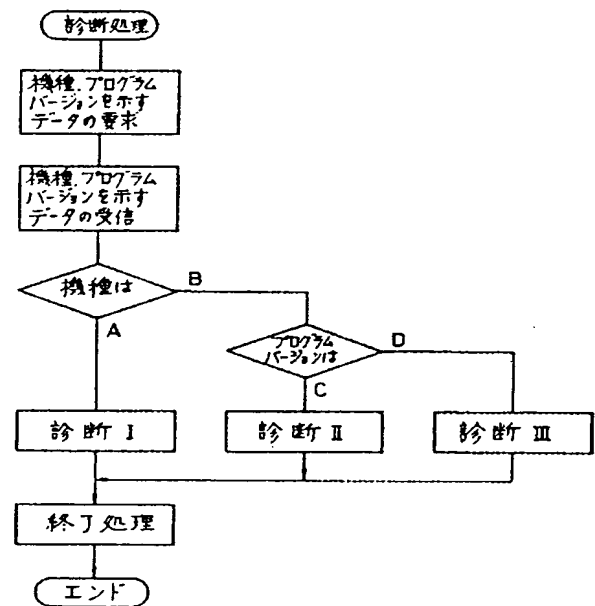 診断処理
機種.プログラム
バージョンを示す
データの要求
機種.プログラム
バージョンを示す
データの受信
機種は
B
A
プログラム
バージョンは
D
C
診断 I
診断 II
診断 III
終了処理
エンド